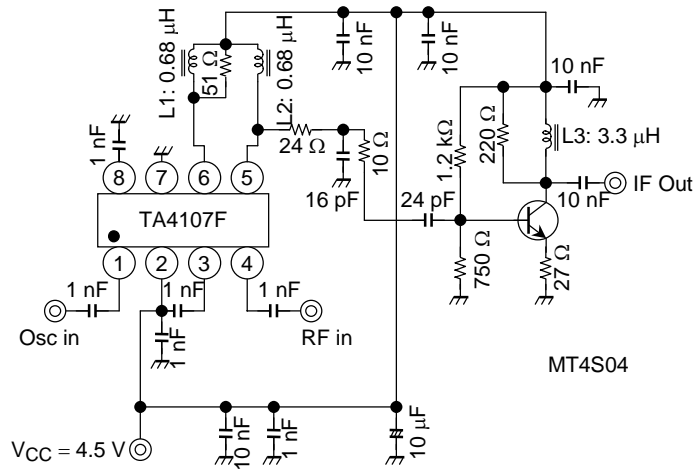 L1: 0.68 μH
51 Ω
L2: 0.68 μH
10 nF
10 nF
10 nF
1 nF
8
7
6
5
24 Ω
16 pF
10 Ω
24 pF
1.2 kΩ
220 Ω
L3: 3.3 μH
10 nF
IF Out
TA4107F
1
2
3
4
750 Ω
27 Ω
1 nF
1 nF
1 nF
Osc in
1 nF
RF in
MT4S04
VCC = 4.5 V
10 nF
1 nF
10 μF